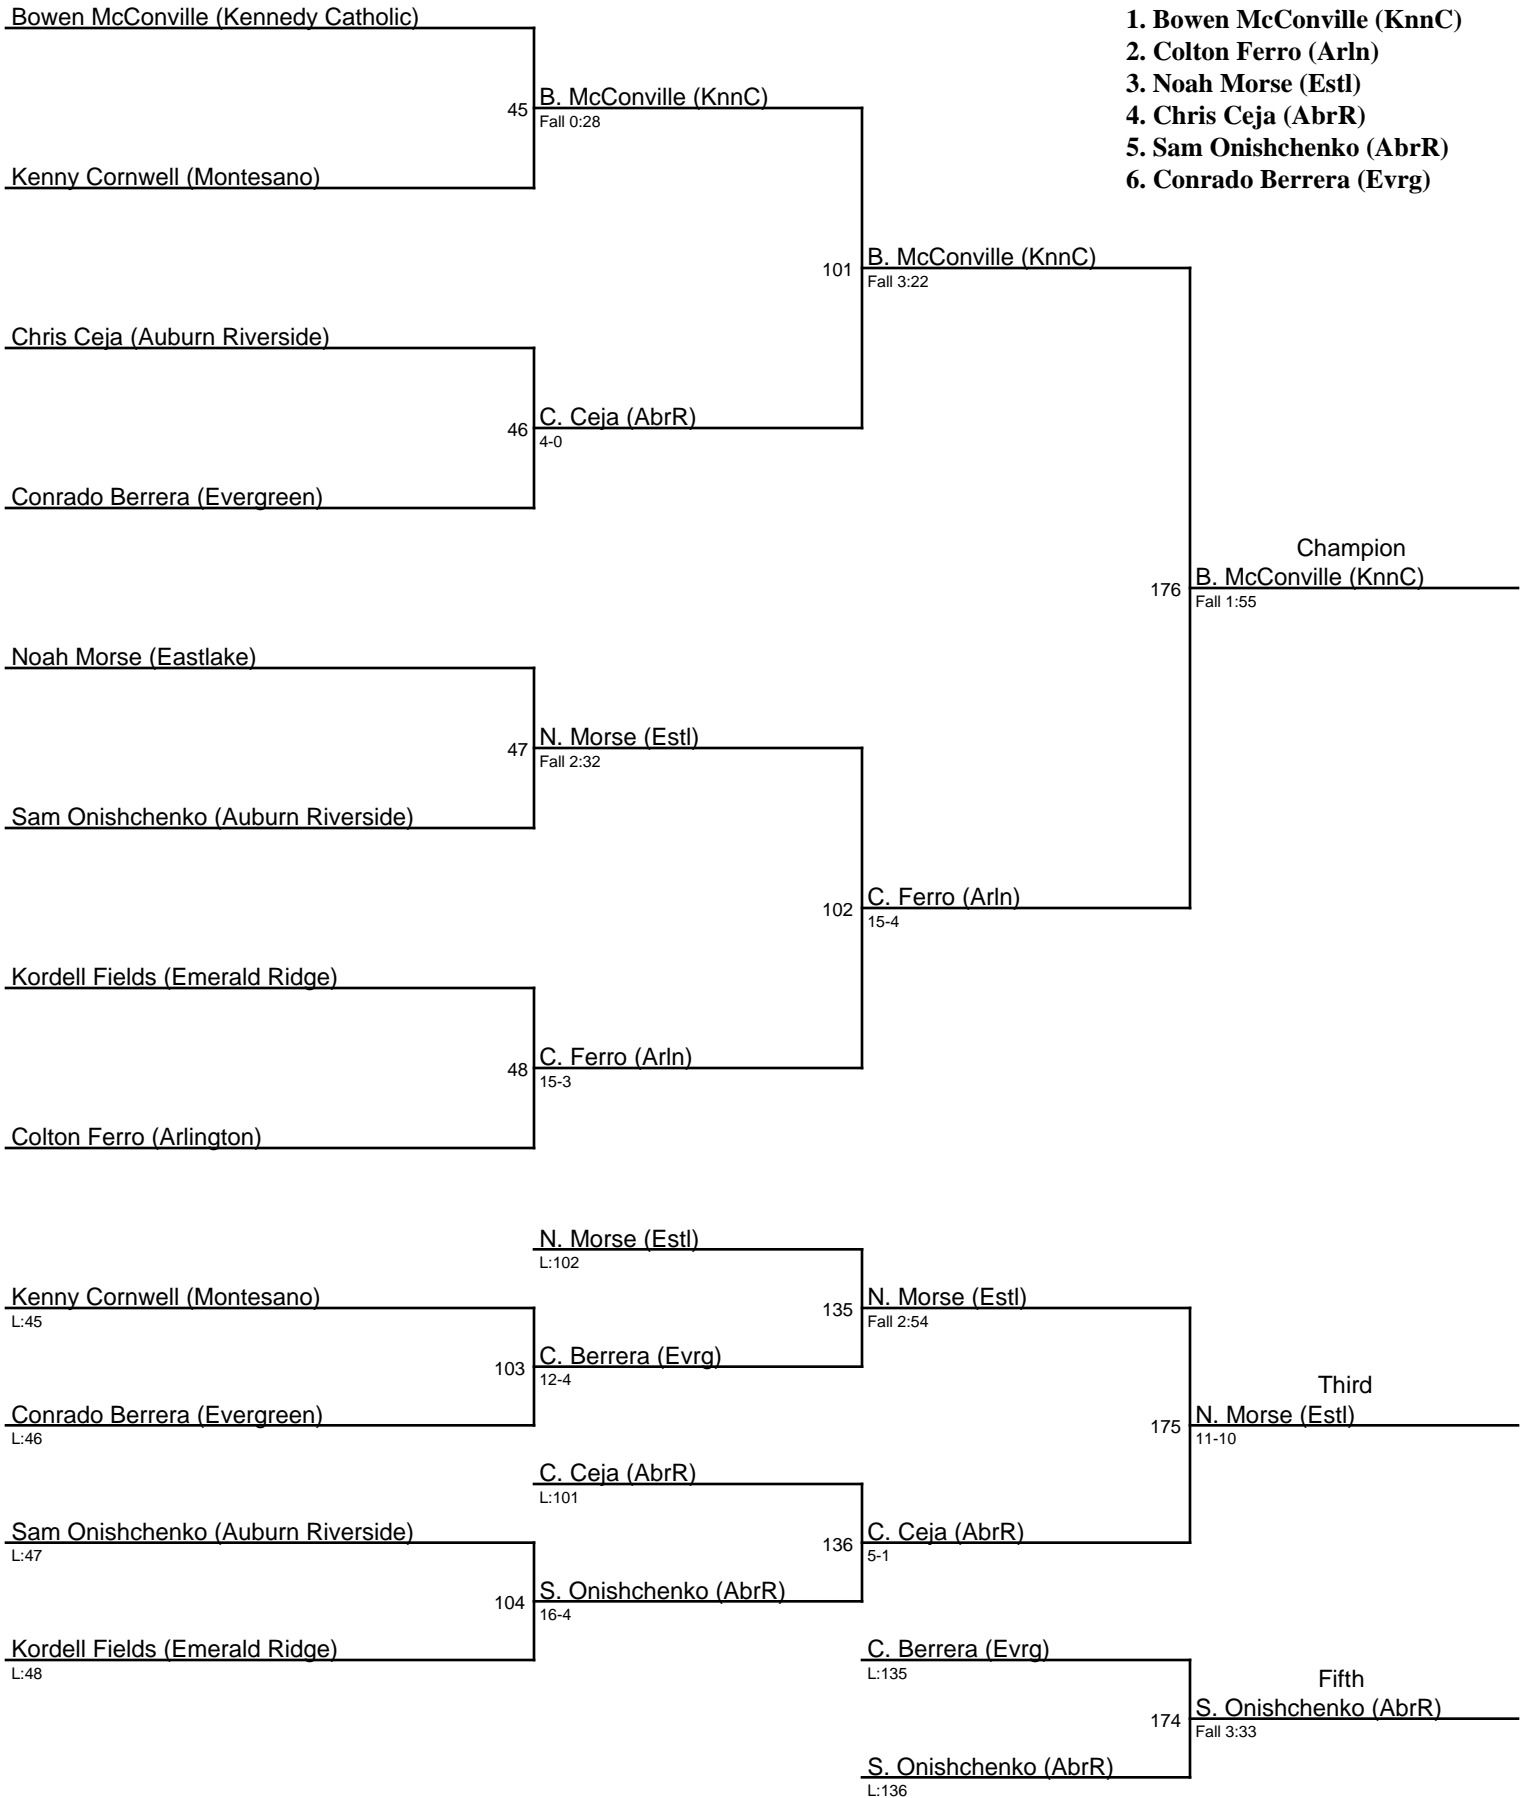 Bowen McConville (Kennedy Catholic)
1. Bowen McConville (KnnC)
2. Colton Ferro (Arln)
3. Noah Morse (Estl)
4. Chris Ceja (AbrR)
5. Sam Onishchenko (AbrR)
6. Conrado Berrera (Evrg)
45
B. McConville (KnnC)
Fall 0:28
Kenny Cornwell (Montesano)
101
B. McConville (KnnC)
Fall 3:22
Chris Ceja (Auburn Riverside)
46
C. Ceja (AbrR)
4-0
Conrado Berrera (Evergreen)
Champion
176
B. McConville (KnnC)
Fall 1:55
Noah Morse (Eastlake)
47
N. Morse (Estl)
Fall 2:32
Sam Onishchenko (Auburn Riverside)
102
C. Ferro (Arln)
15-4
Kordell Fields (Emerald Ridge)
48
C. Ferro (Arln)
15-3
Colton Ferro (Arlington)
N. Morse (Estl)
L:102
Kenny Cornwell (Montesano)
L:45
135
N. Morse (Estl)
Fall 2:54
103
C. Berrera (Evrg)
12-4
Conrado Berrera (Evergreen)
L:46
Third
175
N. Morse (Estl)
11-10
C. Ceja (AbrR)
L:101
Sam Onishchenko (Auburn Riverside)
L:47
136
C. Ceja (AbrR)
5-1
104
S. Onishchenko (AbrR)
16-4
Kordell Fields (Emerald Ridge)
L:48
C. Berrera (Evrg)
L:135
Fifth
174
S. Onishchenko (AbrR)
Fall 3:33
S. Onishchenko (AbrR)
L:136